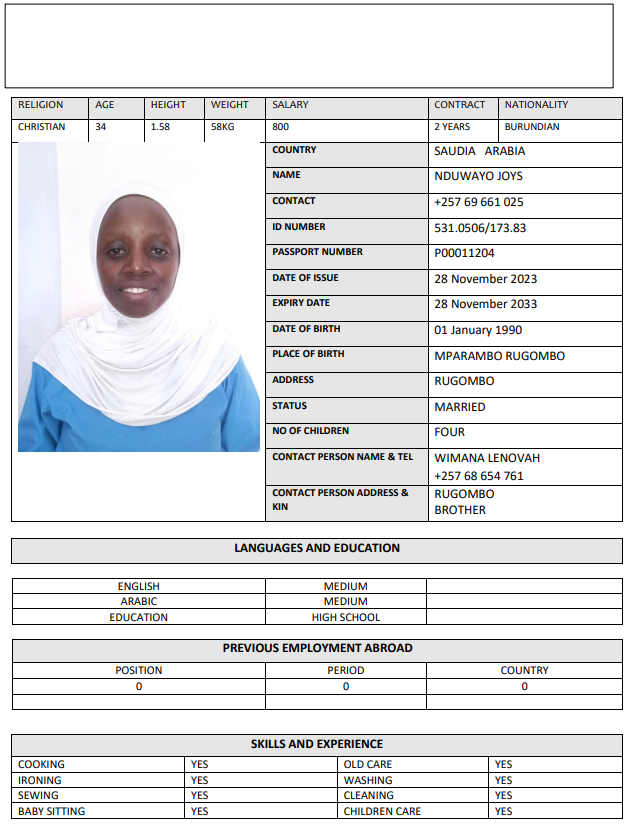 RELIGION AGE HEIGHT WEIGHT SALARY CONTRACT NATIONALITY
CHRISTIAN 34 1.58 58KG 800 2 YEARS BURUNDIAN
COUNTRY SAUDIA ARABIA
NAME NDUWAYO JOYS
CONTACT +257 69 661 025
ID NUMBER 531.0506/173.83
PASSPORT NUMBER P00011204
DATE OF ISSUE 28 November 2023
EXPIRY DATE 28 November 2033
DATE OF BIRTH 01 January 1990
PLACE OF BIRTH MPARAMBO RUGOMBO
ADDRESS RUGOMBO
STATUS MARRIED
NO OF CHILDREN FOUR
CONTACT PERSON NAME & TEL WIMANA LENOVAH
+257 68 654 761
CONTACT PERSON ADDRESS & RUGOMBO
KIN BROTHER
LANGUAGES AND EDUCATION
ENGLISH MEDIUM
ARABIC MEDIUM
EDUCATION HIGH SCHOOL
PREVIOUS EMPLOYMENT ABROAD
POSITION PERIOD COUNTRY
0 0 0
SKILLS AND EXPERIENCE
COOKING YES OLD CARE YES
IRONING YES WASHING YES
SEWING YES CLEANING YES
BABY SITTING YES CHILDREN CARE YES